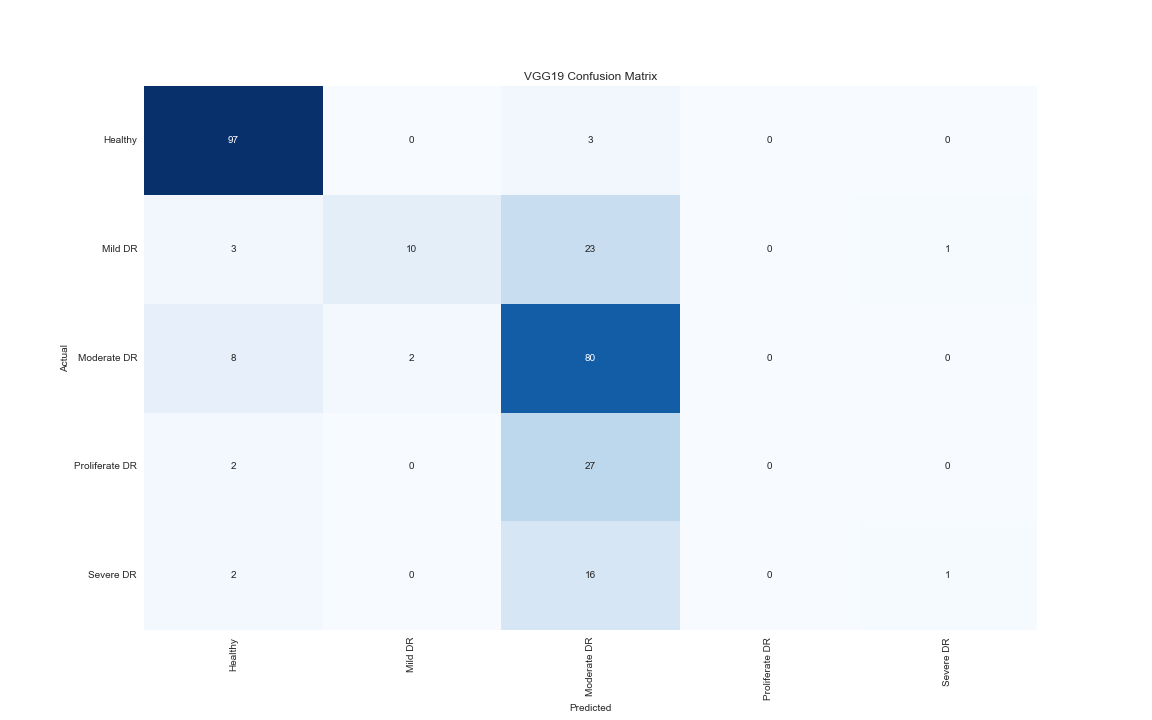 VGG19 Confusion Matrix
Healthy 97 0 3 0 0
Mild DR 3 10 23 0 1
Actual
Moderate DR 8 2 80 0 0
Proliferate DR 2 0 27 0 0
Severe DR 2 0 16 0 1
Healthy Mild DR Moderate DR Proliferate DR Severe DR
Predicted